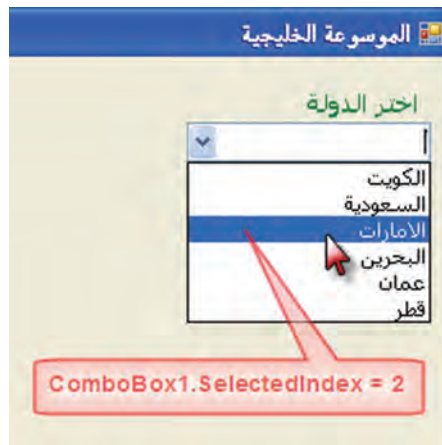 الموسوعة الخليجية
اختر الدولة
الكويت
السعودية
الامارات
البحرين
عمان
قطر
ComboBox1.SelectedIndex = 2